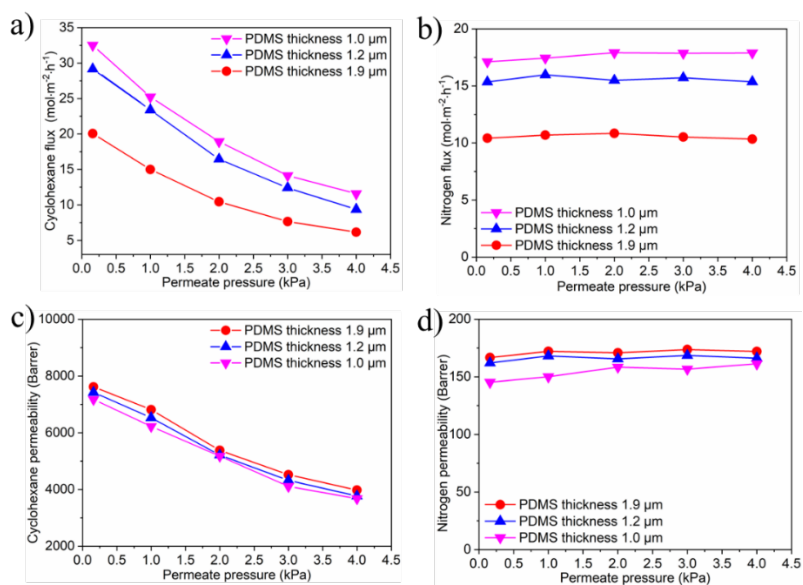 a)
35
30
25
20
15
10
5
0.0 0.5 1.0 1.5 2.0 2.5 3.0 3.5 4.0 4.5
Cyclohexane flux (mol·m⁻²·h⁻¹)
Permeate pressure (kPa)
PDMS thickness 1.0 μm
PDMS thickness 1.2 μm
PDMS thickness 1.9 μm
b)
20
15
10
5
0
0.0 0.5 1.0 1.5 2.0 2.5 3.0 3.5 4.0 4.5
Nitrogen flux (mol·m⁻²·h⁻¹)
Permeate pressure (kPa)
PDMS thickness 1.0 μm
PDMS thickness 1.2 μm
PDMS thickness 1.9 μm
c)
10000
8000
6000
4000
2000
0.0 0.5 1.0 1.5 2.0 2.5 3.0 3.5 4.0 4.5
Cyclohexane permeability (Barrer)
Permeate pressure (kPa)
PDMS thickness 1.9 μm
PDMS thickness 1.2 μm
PDMS thickness 1.0 μm
d)
200
150
100
50
0
0.0 0.5 1.0 1.5 2.0 2.5 3.0 3.5 4.0 4.5
Nitrogen permeability (Barrer)
Permeate pressure (kPa)
PDMS thickness 1.9 μm
PDMS thickness 1.2 μm
PDMS thickness 1.0 μm